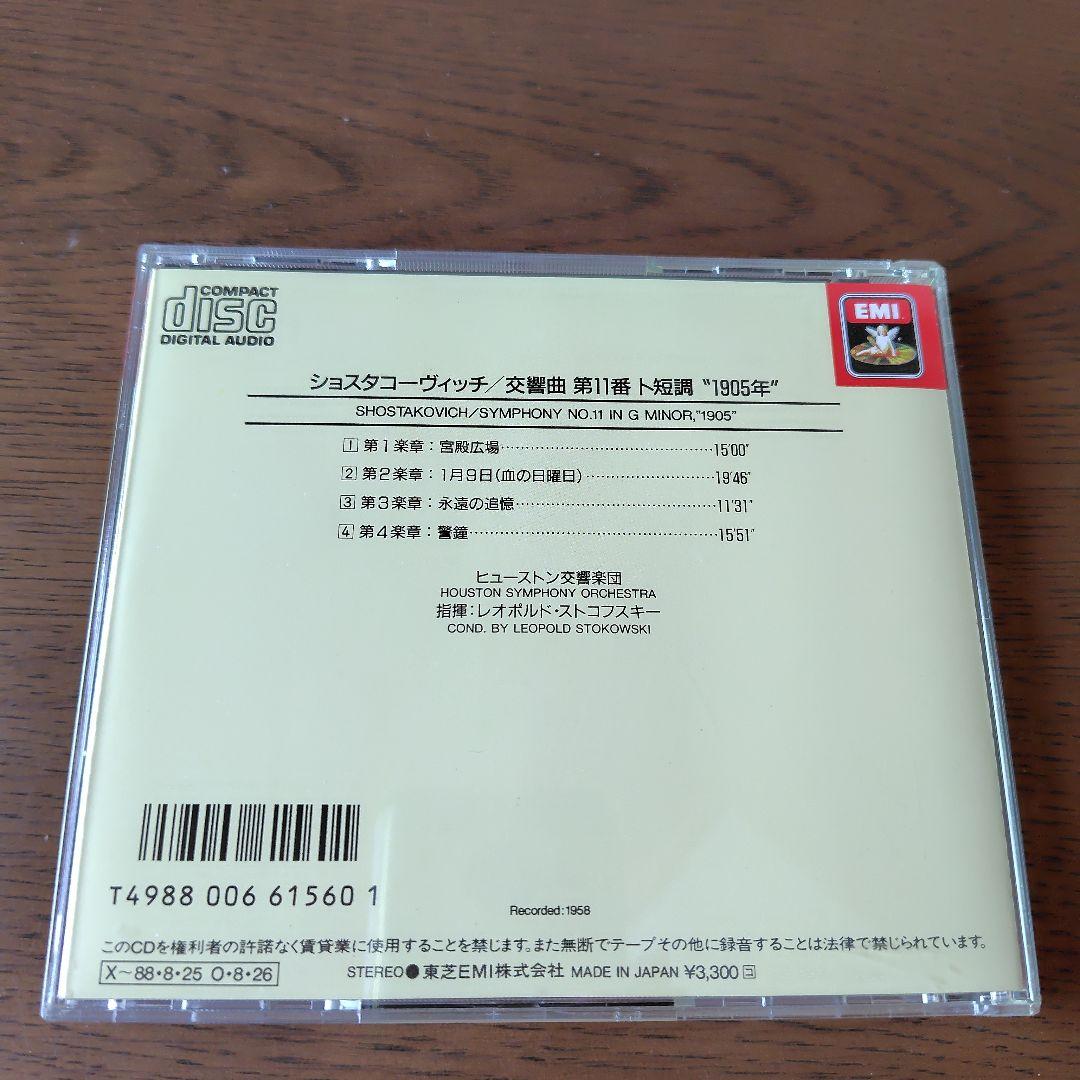 COMPACT
disc
DIGITAL AUDIO
EMI
ショスタコーヴィッチ/交響曲 第11番 ト短調 "1905年"
SHOSTAKOVICH/SYMPHONY NO.11 IN G MINOR,"1905"
1 第1楽章:宮殿広場……………………………………15'00"
2 第2楽章:1月9日(血の日曜日)……………………19'46"
3 第3楽章:永遠の追憶…………………………………11'31"
4 第4楽章:警鐘…………………………………………15'51"
ヒューストン交響楽団
HOUSTON SYMPHONY ORCHESTRA
指揮:レオポルド・ストコフスキー
COND. BY LEOPOLD STOKOWSKI
T4988 006 61560 1
Recorded:1958
このCDを権利者の許諾なく賃貸業に使用することを禁じます。また無断でテープその他に録音することは法律で禁じられています。
X〜88・8・25 O・8・26 STEREO●東芝EMI株式会社 MADE IN JAPAN ¥3,300 コ